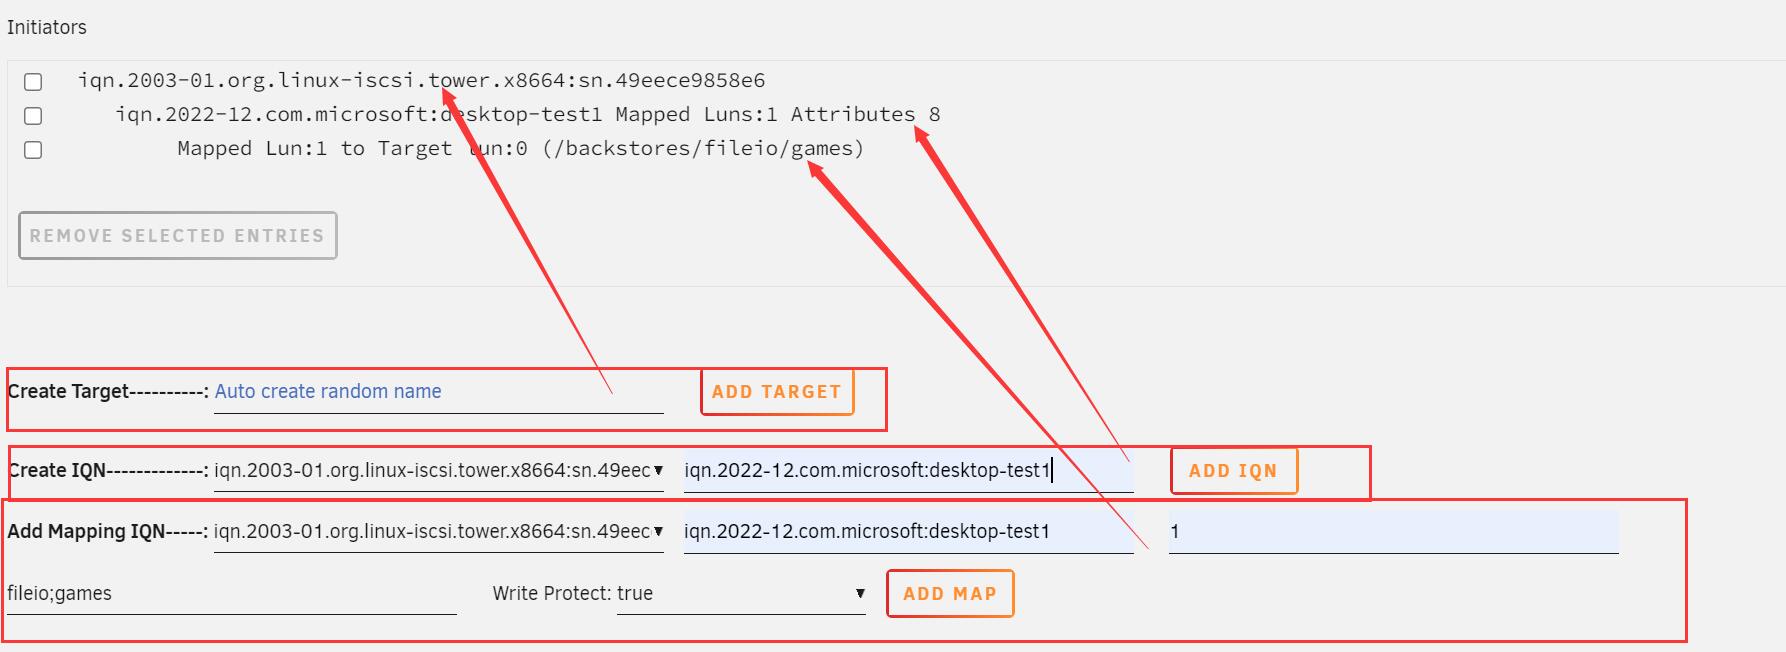 Initiators
iqn.2003-01.org.linux-iscsi.tower.x8664:sn.49eece9858e6
iqn.2022-12.com.microsoft:desktop-test1 Mapped Luns:1 Attributes 8
Mapped Lun:1 to Target lun:0 (/backstores/fileio/games)
REMOVE SELECTED ENTRIES
Create Target----------: Auto create random name ADD TARGET
Create IQN-------------: iqn.2003-01.org.linux-iscsi.tower.x8664:sn.49eec iqn.2022-12.com.microsoft:desktop-test1 ADD IQN
Add Mapping IQN-----: iqn.2003-01.org.linux-iscsi.tower.x8664:sn.49eec iqn.2022-12.com.microsoft:desktop-test1 1
fileio;games Write Protect: true ADD MAP